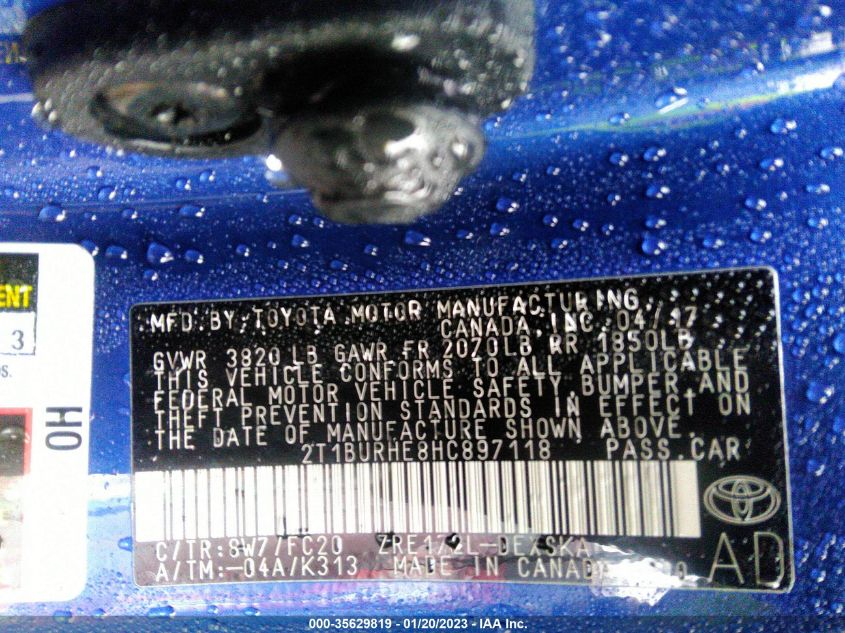 ENT
3
OS.
HO
MFD.BY:TOYOTA MOTOR MANUFACTURING
CANADA,INC. 04/17
GVWR 3820 LB GAWR FR 2020LB RR 1850LB
THIS VEHICLE CONFORMS TO ALL APPLICABLE
FEDERAL MOTOR VEHICLE SAFETY, BUMPER AND
THEFT PREVENTION STANDARDS IN EFFECT ON
THE DATE OF MANUFACTURE SHOWN ABOVE.
2T1BURHE8HC897118 PASS.CAR
C/TR:8W7/FC20 ZRE172L-DEXSKA
A/TM:-04A/K313 MADE IN CANADA
AD
000-35629819 - 01/20/2023 - IAA Inc.